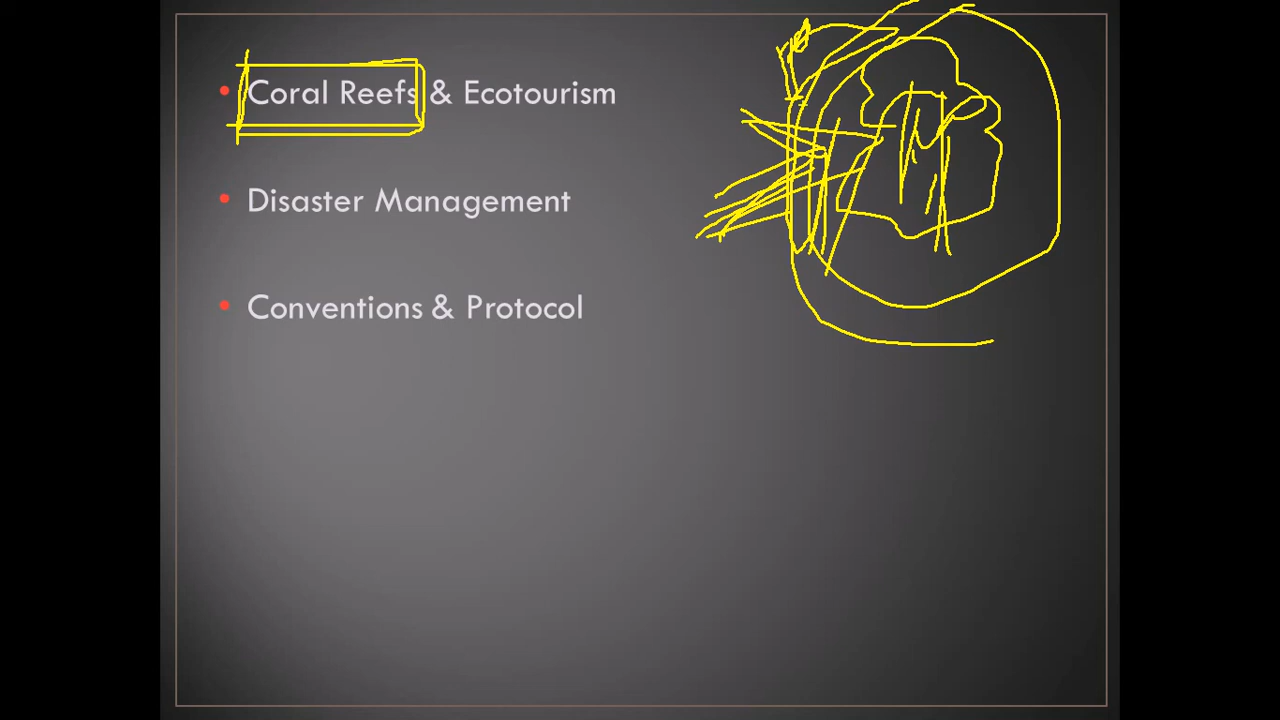 • Coral Reefs & Ecotourism
• Disaster Management
• Conventions & Protocol